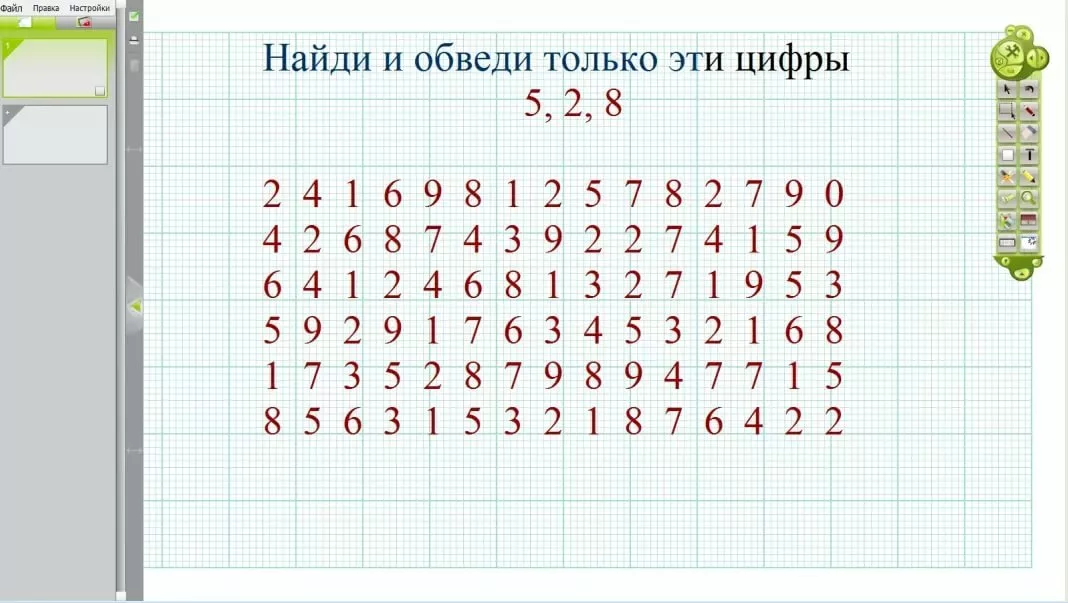 Файл Правка Настройки
Найди и обведи только эти цифры
5, 2, 8
2 4 1 6 9 8 1 2 5 7 8 2 7 9 0
4 2 6 8 7 4 3 9 2 2 7 4 1 5 9
6 4 1 2 4 6 8 1 3 2 7 1 9 5 3
5 9 2 9 1 7 6 3 4 5 3 2 1 6 8
1 7 3 5 2 8 7 9 8 9 4 7 7 1 5
8 5 6 3 1 5 3 2 1 8 7 6 4 2 2